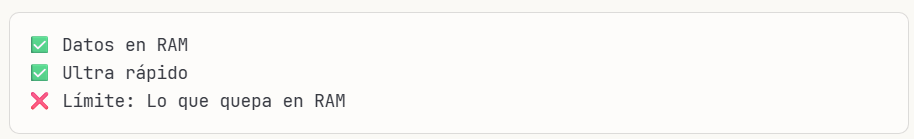 ✅ Datos en RAM
✅ Ultra rápido
❌ Límite: Lo que quepa en RAM